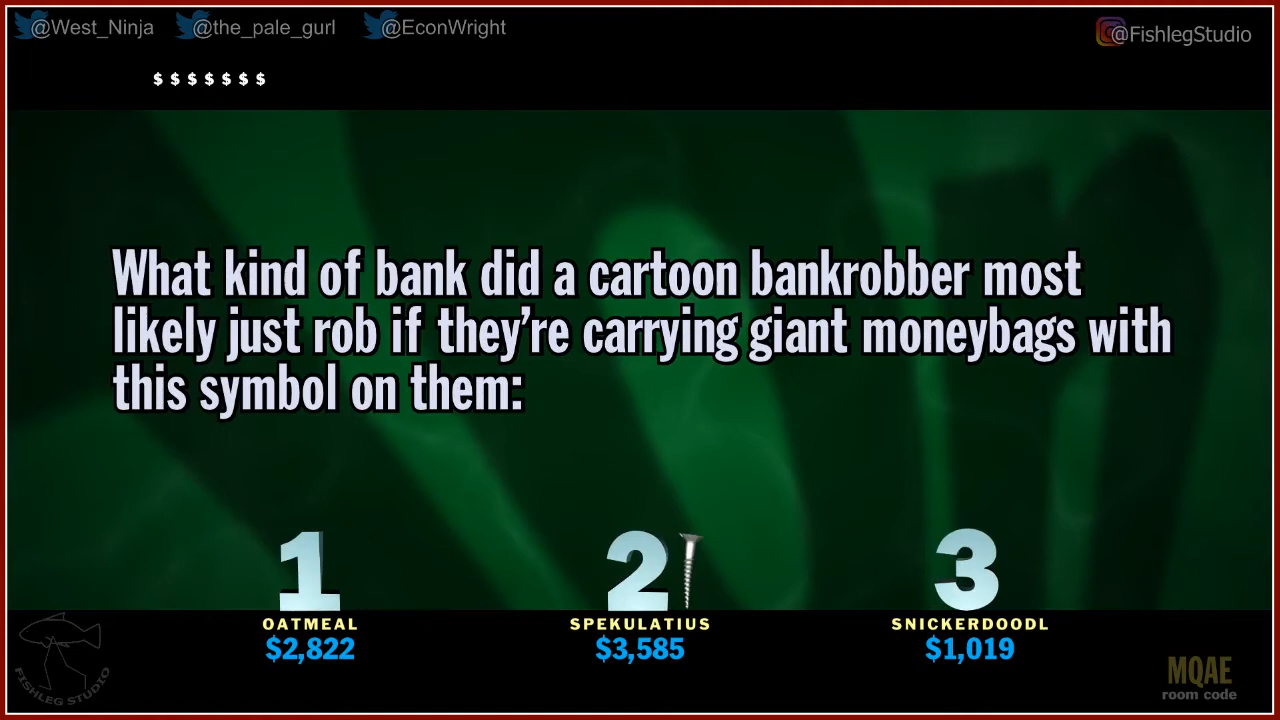 @West_Ninja @the_pale_gurl @EconWright @FishlegStudio
$ $ $ $ $ $ $
What kind of bank did a cartoon bankrobber most
likely just rob if they’re carrying giant moneybags with
this symbol on them:
1 2 3
OATMEAL SPEKULATIUS SNICKERDOODL
$2,822 $3,585 $1,019
FISHLEG STUDIO
MQAE
room code